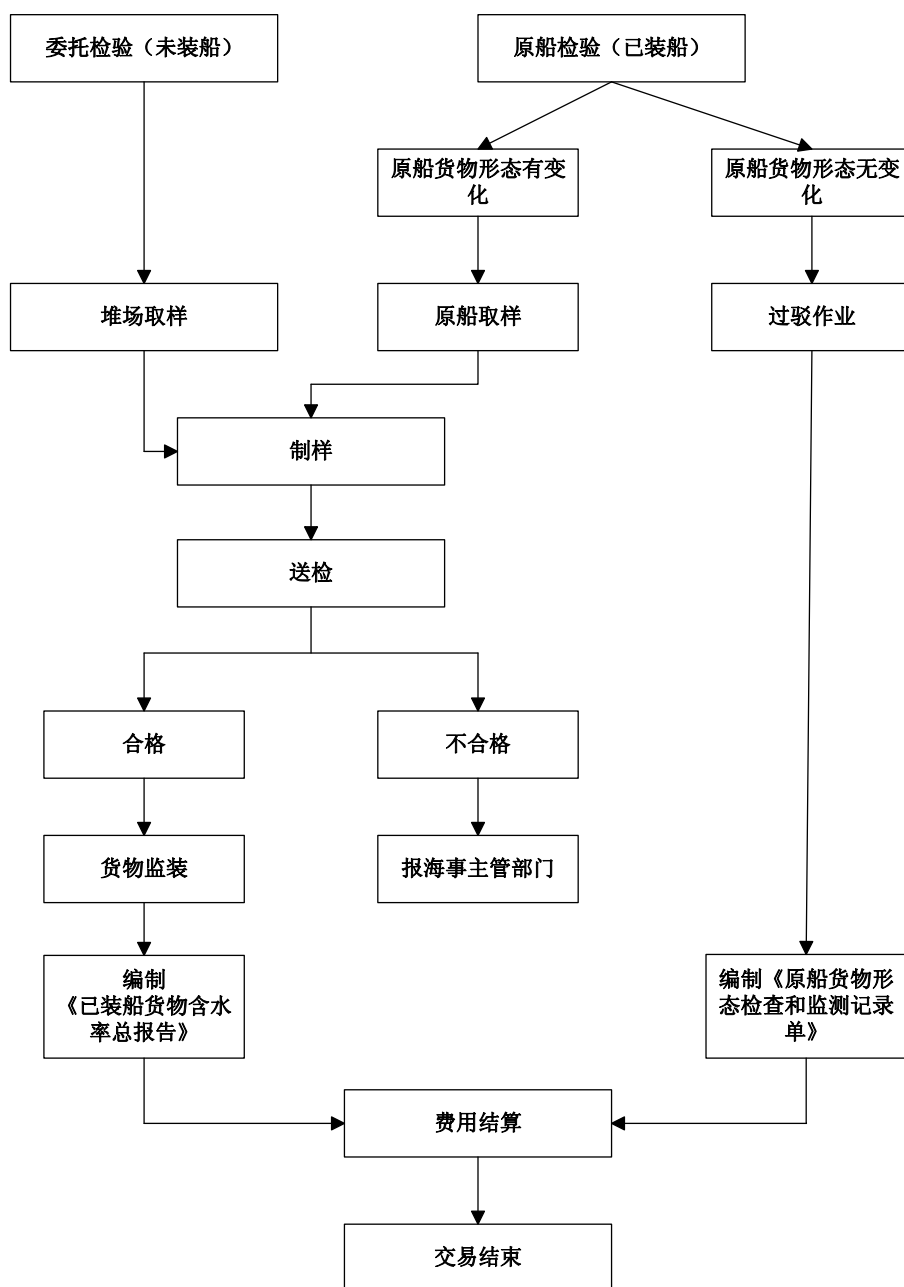 委托检验（未装船）
原船检验（已装船）
原船货物形态有变
化
原船货物形态无变
化
堆场取样
原船取样
过驳作业
制样
送检
合格
不合格
货物监装
报海事主管部门
编制
《已装船货物含水
率总报告》
编制《原船货物形
态检查和监测记录
单》
费用结算
交易结束